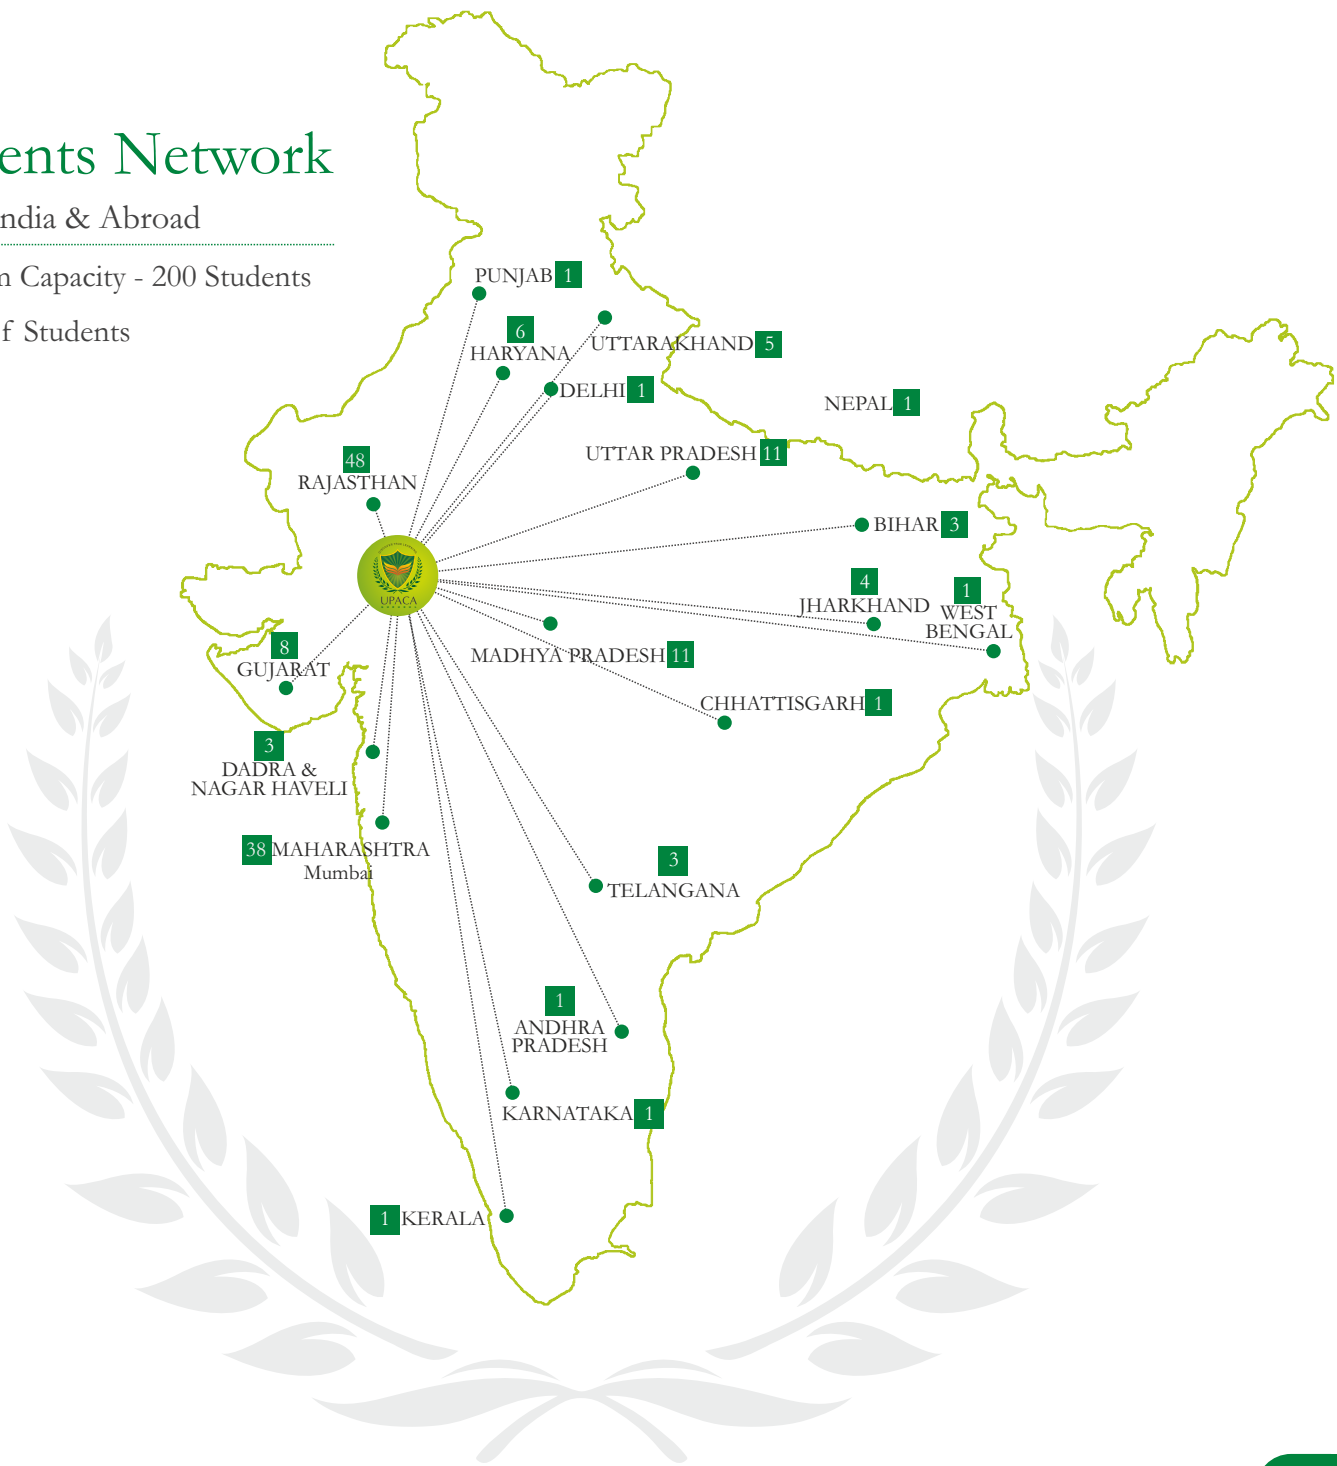 ents Network
ndia & Abroad
Capacity - 200 Students
f Students
PUNJAB 1
6
HARYANA
UTTARAKHAND 5
DELHI 1
NEPAL 1
UTTAR PRADESH 11
48
RAJASTHAN
BIHAR 3
UPACA
4
JHARKHAND
1
WEST
BENGAL
8
GUJARAT
MADHYA PRADESH 11
CHHATTISGARH 1
3
DADRA &
NAGAR HAVELI
38 MAHARASHTRA
Mumbai
3
TELANGANA
1
ANDHRA
PRADESH
KARNATAKA 1
1 KERALA